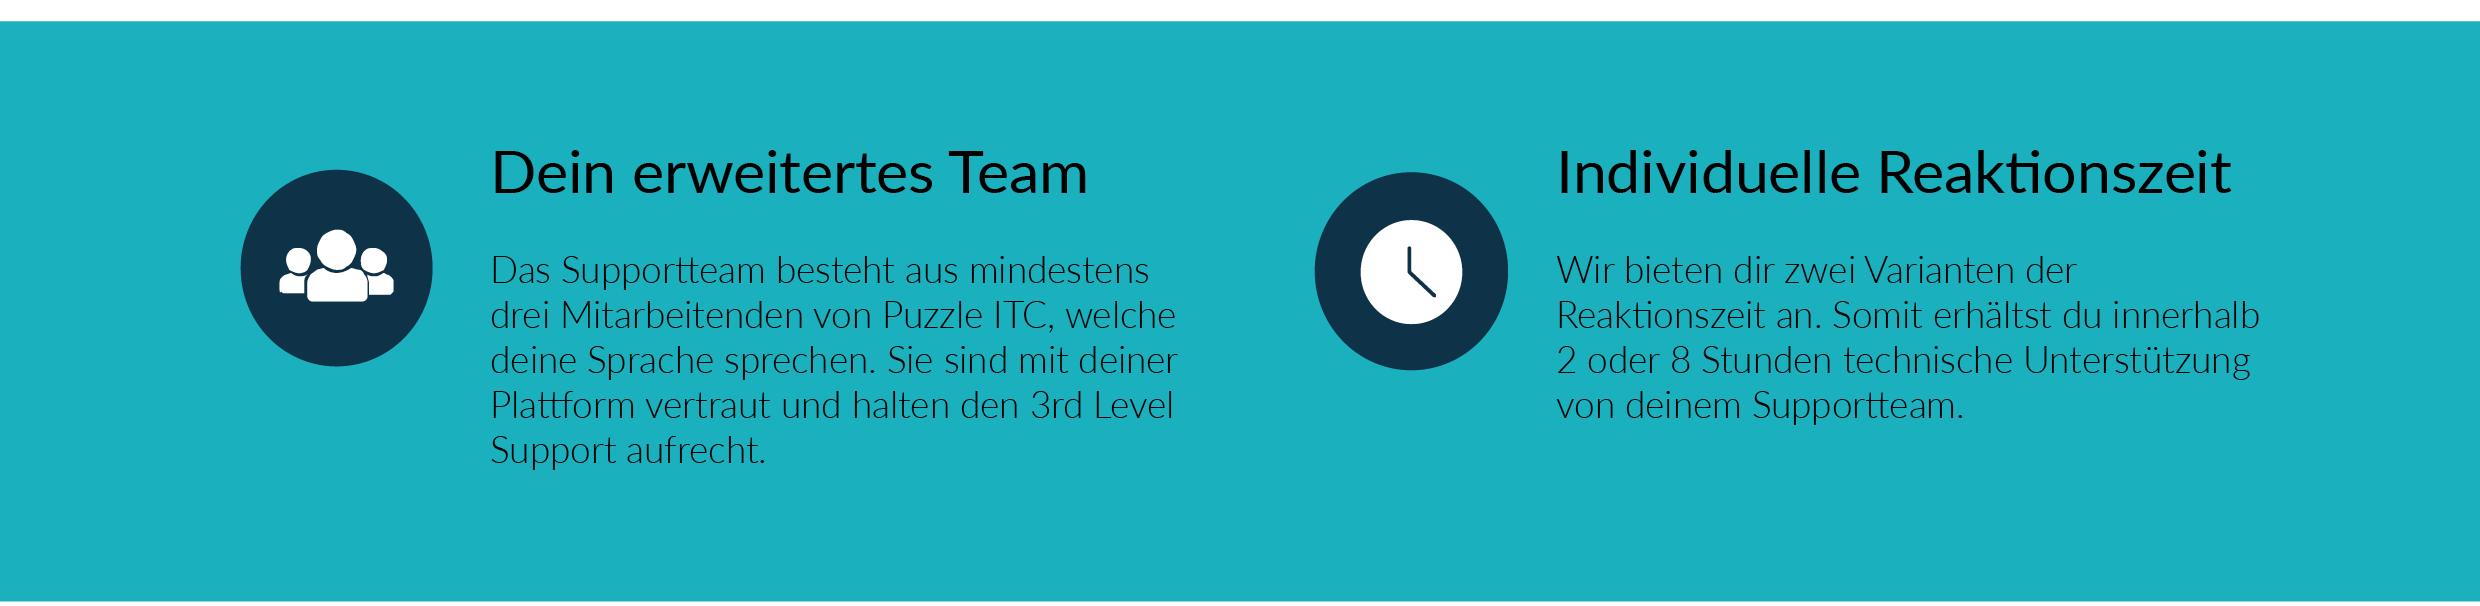 Dein erweitertes Team
Das Supportteam besteht aus mindestens
drei Mitarbeitenden von Puzzle ITC, welche
deine Sprache sprechen. Sie sind mit deiner
Plattform vertraut und halten den 3rd Level
Support aufrecht.
Individuelle Reaktionszeit
Wir bieten dir zwei Varianten der
Reaktionszeit an. Somit erhältst du innerhalb
2 oder 8 Stunden technische Unterstützung
von deinem Supportteam.